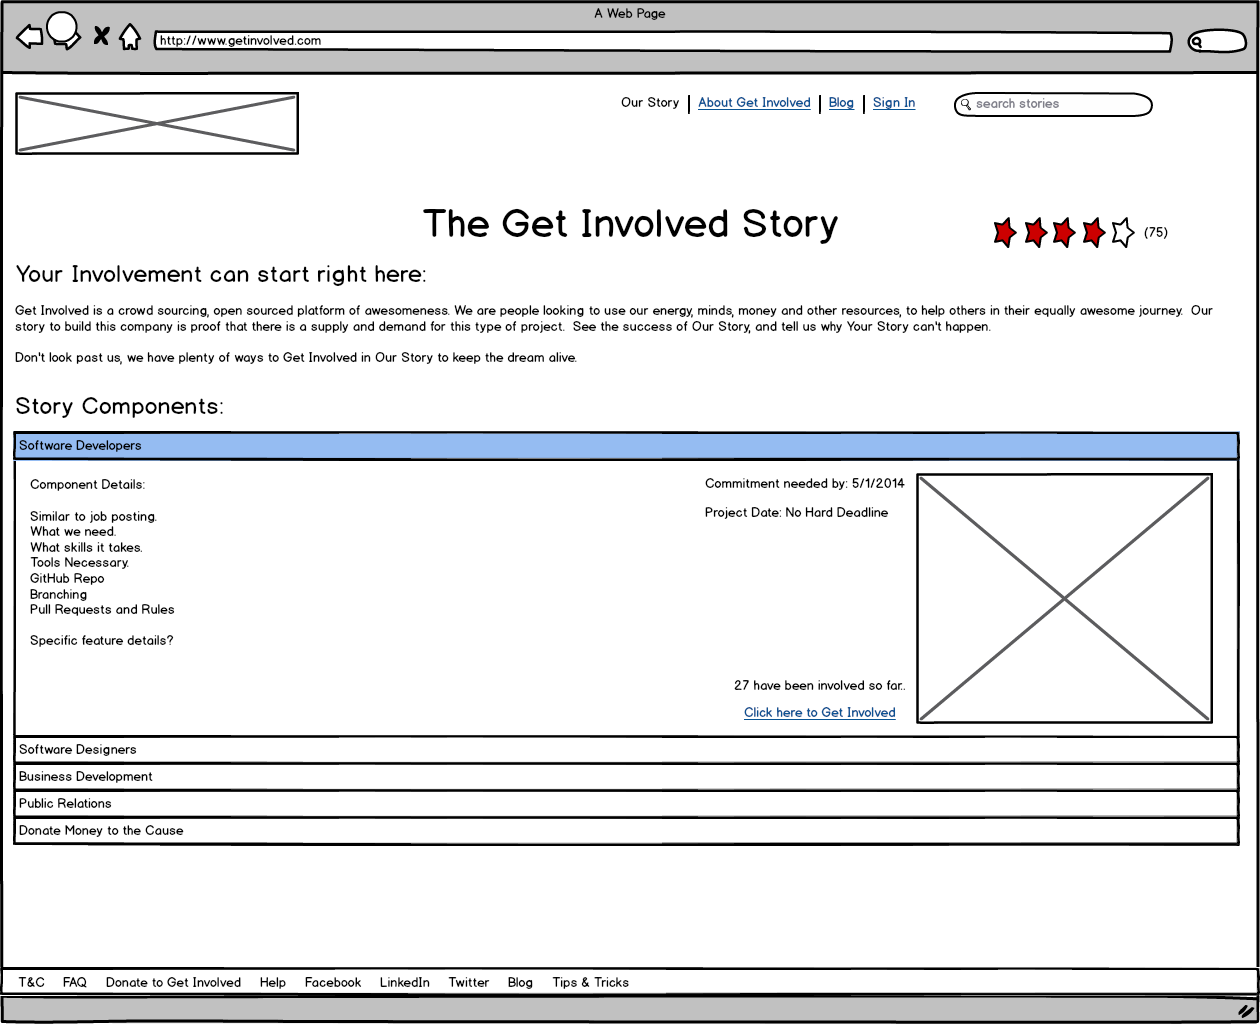 A Web Page
http://www.getinvolved.com
Our Story About Get Involved Blog Sign In search stories
The Get Involved Story (75)
Your Involvement can start right here:
Get Involved is a crowd sourcing, open sourced platform of awesomeness. We are people looking to use our energy, minds, money and other resources, to help others in their equally awesome journey. Our
story to build this company is proof that there is a supply and demand for this type of project. See the success of Our Story, and tell us why Your Story can't happen.
Don't look past us, we have plenty of ways to Get Involved in Our Story to keep the dream alive.
Story Components:
Software Developers
Component Details:
Similar to job posting.
What we need.
What skills it takes.
Tools Necessary.
GitHub Repo
Branching
Pull Requests and Rules
Specific feature details?
Commitment needed by: 5/1/2014
Project Date: No Hard Deadline
27 have been involved so far..
Click here to Get Involved
Software Designers
Business Development
Public Relations
Donate Money to the Cause
T&C FAQ Donate to Get Involved Help Facebook LinkedIn Twitter Blog Tips & Tricks